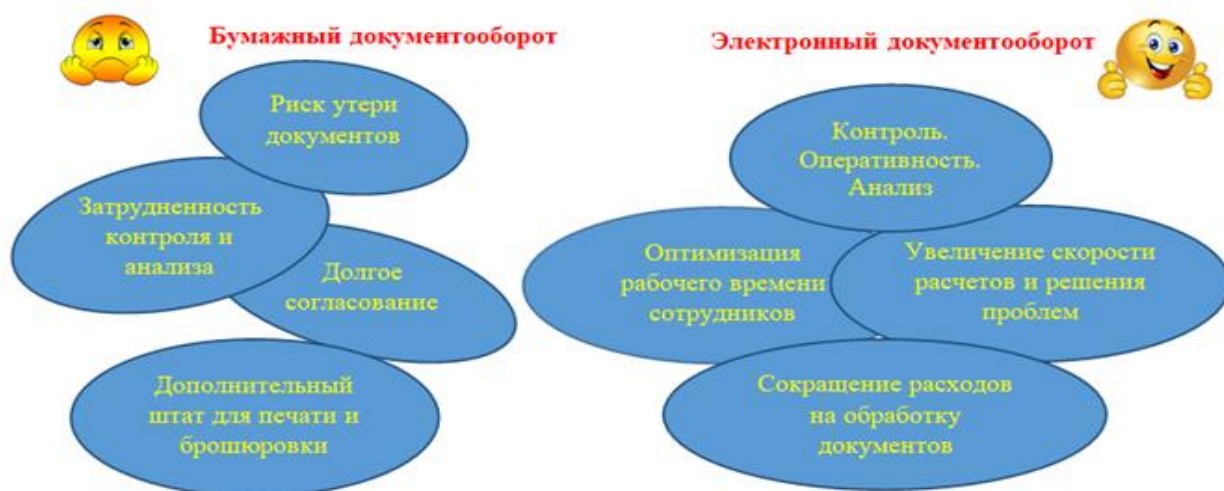 Бумажный документооборот
Риск утери
документов
Затрудненность
контроля и
анализа
Долгое
согласование
Дополнительный
штат для печати и
брошюровки
Электронный документооборот
Контроль.
Оперативность.
Анализ
Оптимизация
рабочего времени
сотрудников
Увеличение скорости
расчетов и решения
проблем
Сокращение расходов
на обработку
документов